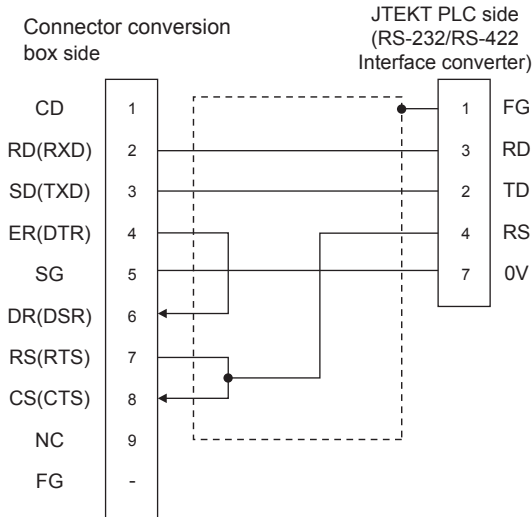 Connector conversion
box side
JTEKT PLC side
(RS-232/RS-422
Interface converter)
CD 1 1 FG
RD(RXD) 2 3 RD
SD(TXD) 3 2 TD
ER(DTR) 4 4 RS
SG 5 7 0V
DR(DSR) 6
RS(RTS) 7
CS(CTS) 8
NC 9
FG -